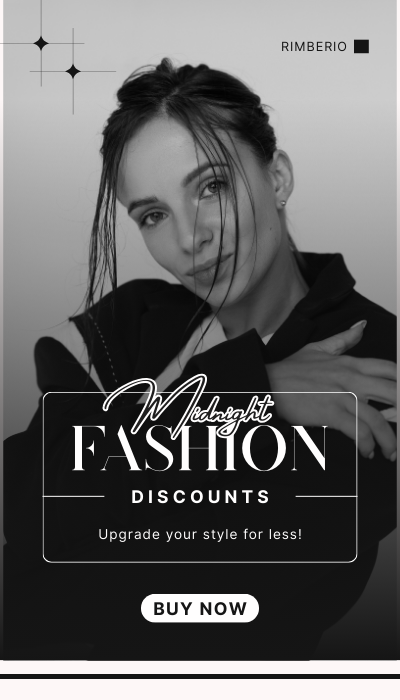 RIMBERIO
Midnight
FASHION
DISCOUNTS
Upgrade your style for less!
BUY NOW